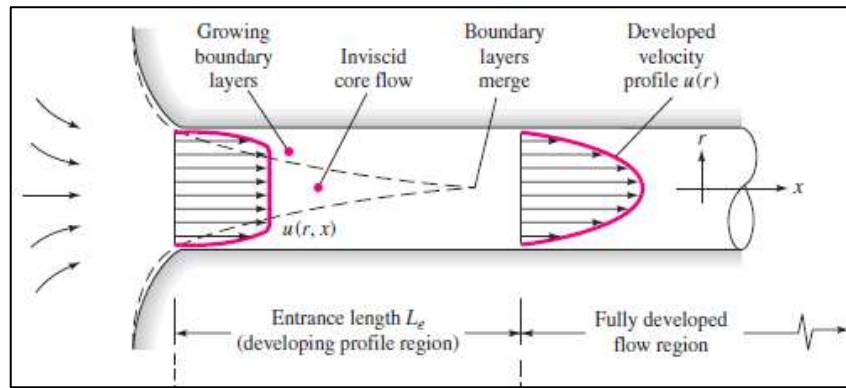 Growing
boundary
layers
Inviscid
core flow
Boundary
layers
merge
Developed
velocity
profile u(r)
r
x
u(r, x)
Entrance length Le
(developing profile region)
Fully developed
flow region